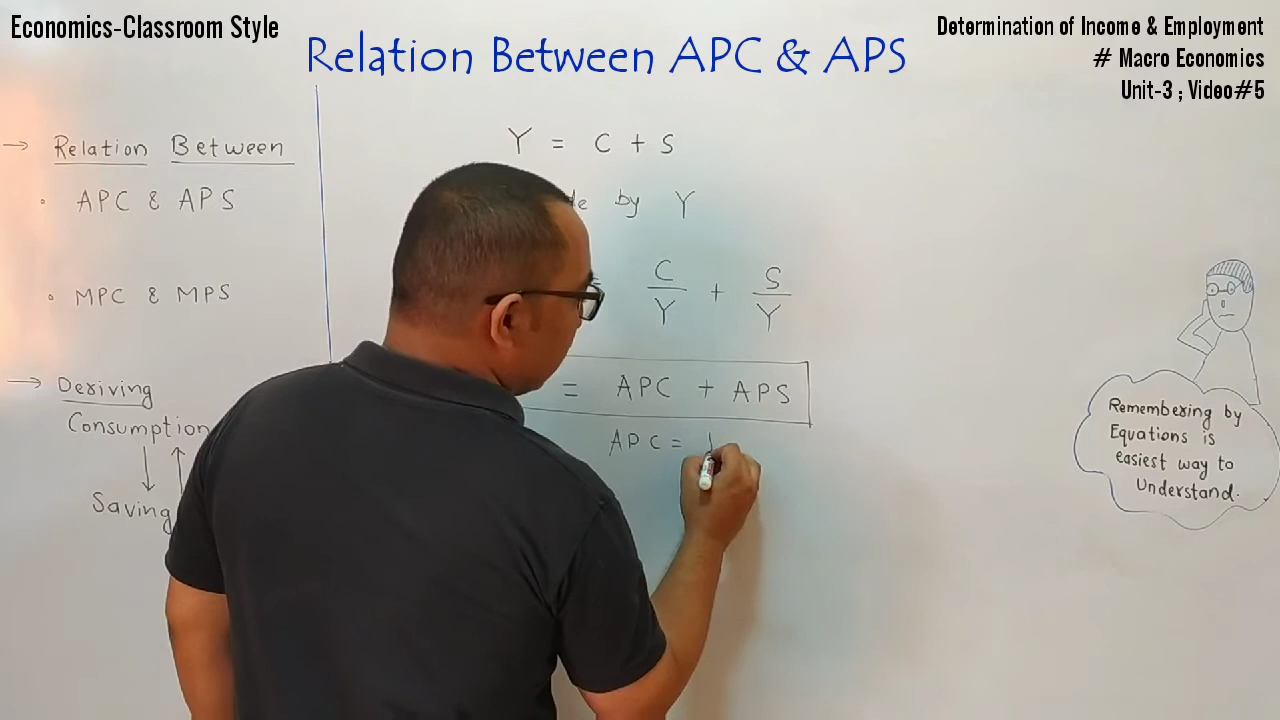 Economics-Classroom Style
Relation Between APC & APS
Determination of Income & Employment
# Macro Economics
Unit-3 ; Video#5
→ Relation Between
• APC & APS
• MPC & MPS
→ Deriving
Consumption
↓ ↑
Saving
Y = C + S
by Y
C/Y + S/Y
= APC + APS
APC = 1
Remembering by
Equations is
easiest way to
Understand.